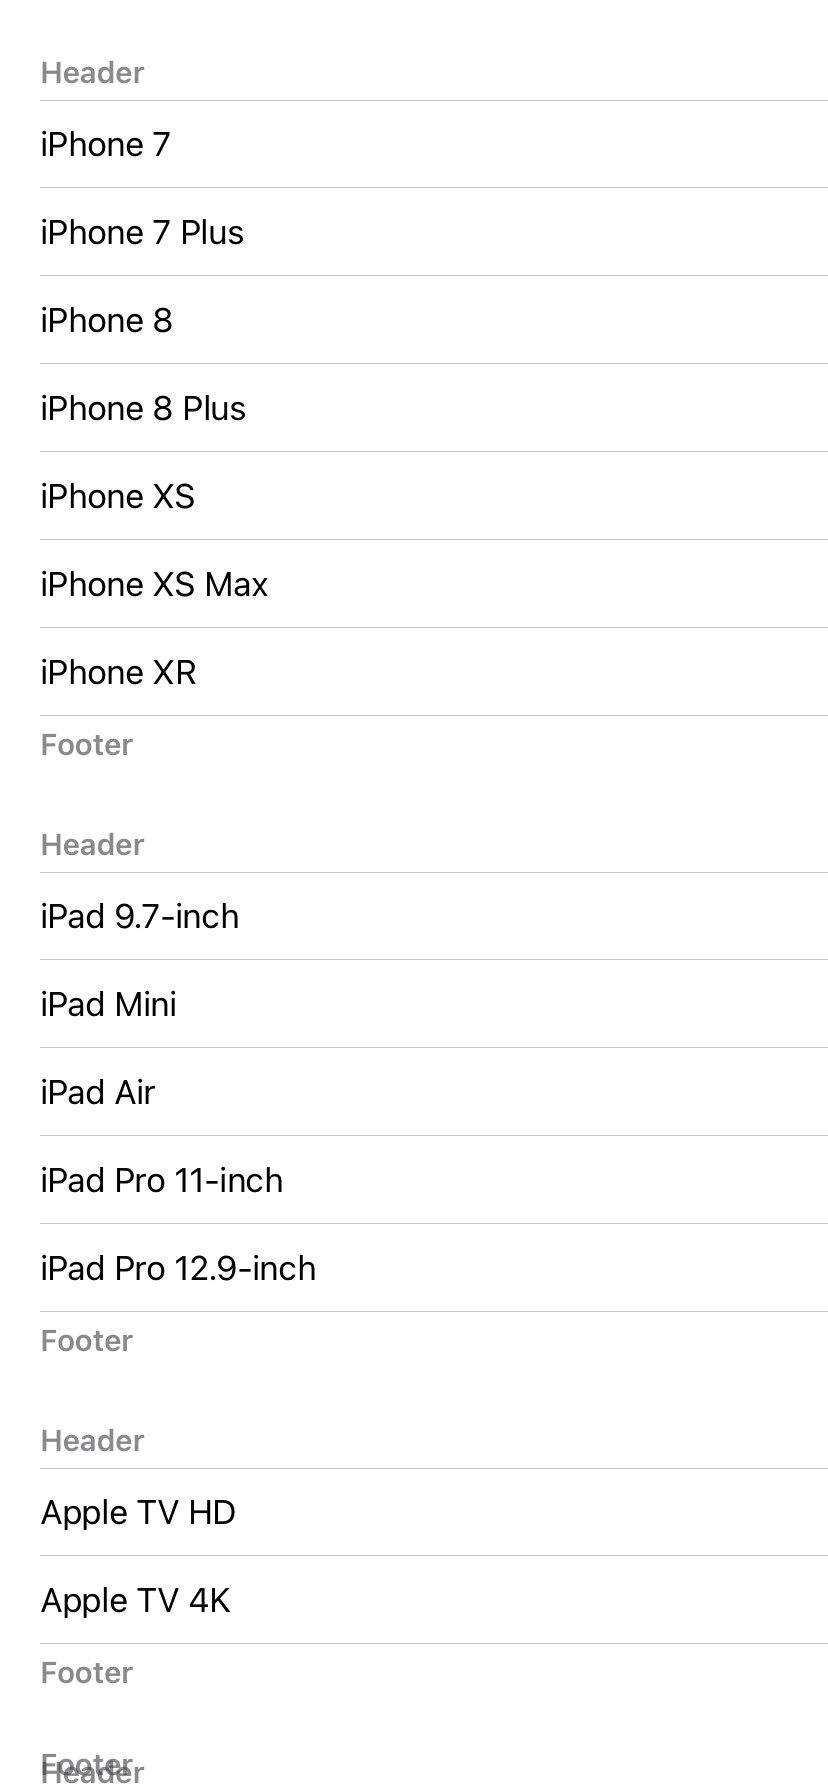 Header
iPhone 7
iPhone 7 Plus
iPhone 8
iPhone 8 Plus
iPhone XS
iPhone XS Max
iPhone XR
Footer
Header
iPad 9.7-inch
iPad Mini
iPad Air
iPad Pro 11-inch
iPad Pro 12.9-inch
Footer
Header
Apple TV HD
Apple TV 4K
Footer
Footer
Header